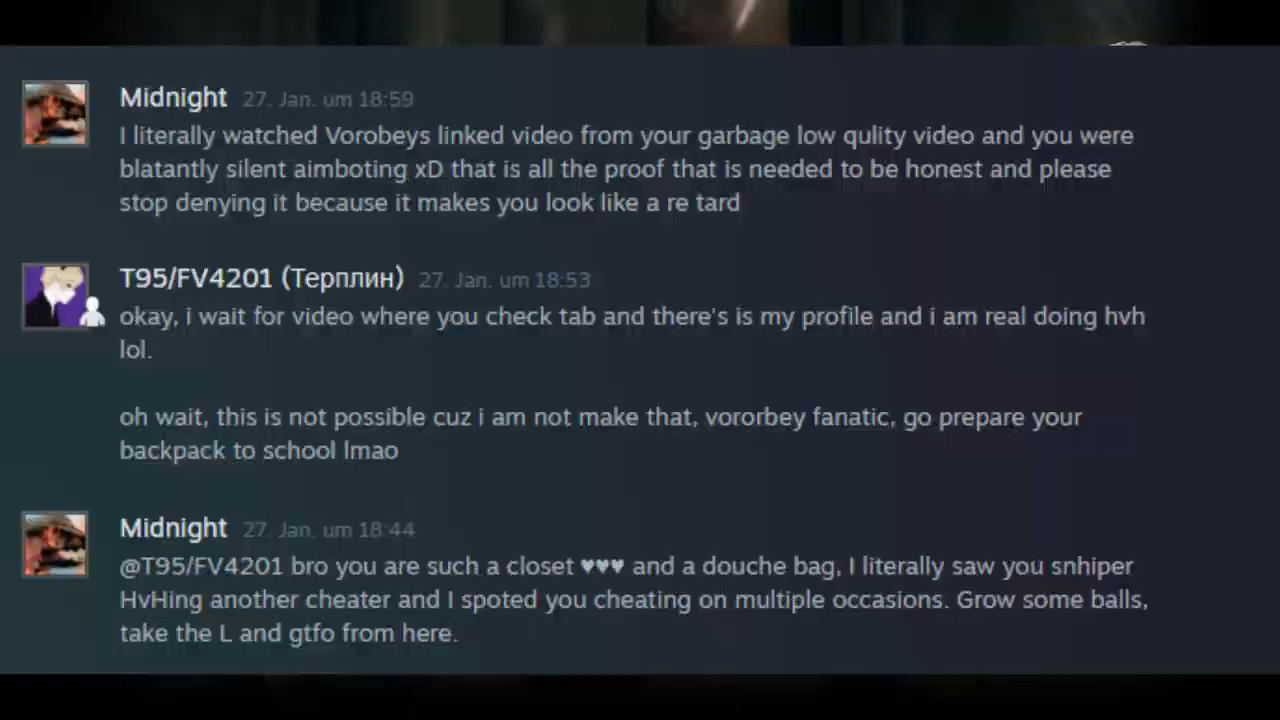 Midnight 27. Jan. um 18:59
I literally watched Vorobeys linked video from your garbage low qulity video and you were
blatantly silent aimboting xD that is all the proof that is needed to be honest and please
stop denying it because it makes you look like a re tard
T95/FV4201 (Терплин) 27. Jan. um 18:53
okay, i wait for video where you check tab and there's is my profile and i am real doing hvh
lol.
oh wait, this is not possible cuz i am not make that, vororbey fanatic, go prepare your
backpack to school lmao
Midnight 27. Jan. um 18:44
@T95/FV4201 bro you are such a closet ♥♥♥ and a douche bag, I literally saw you snhiper
HvHing another cheater and I spoted you cheating on multiple occasions. Grow some balls,
take the L and gtfo from here.